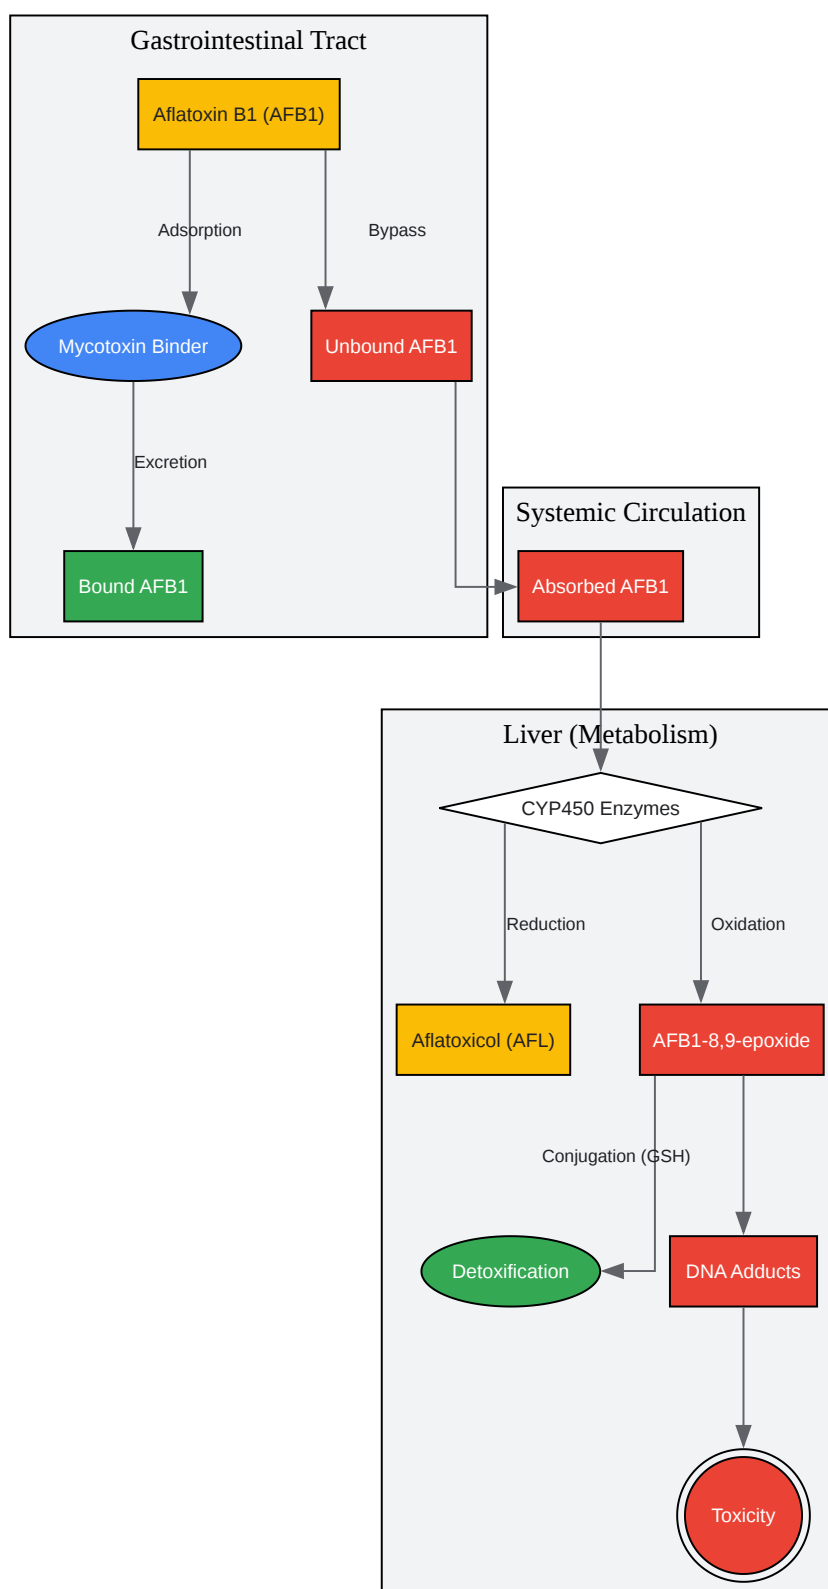 Gastrointestinal Tract
Aflatoxin B1 (AFB1)
Adsorption
Bypass
Mycotoxin Binder
Unbound AFB1
Excretion
Systemic Circulation
Bound AFB1
Absorbed AFB1
Liver (Metabolism)
CYP450 Enzymes
Reduction
Oxidation
Aflatoxicol (AFL)
AFB1-8,9-epoxide
Conjugation (GSH)
Detoxification
DNA Adducts
Toxicity